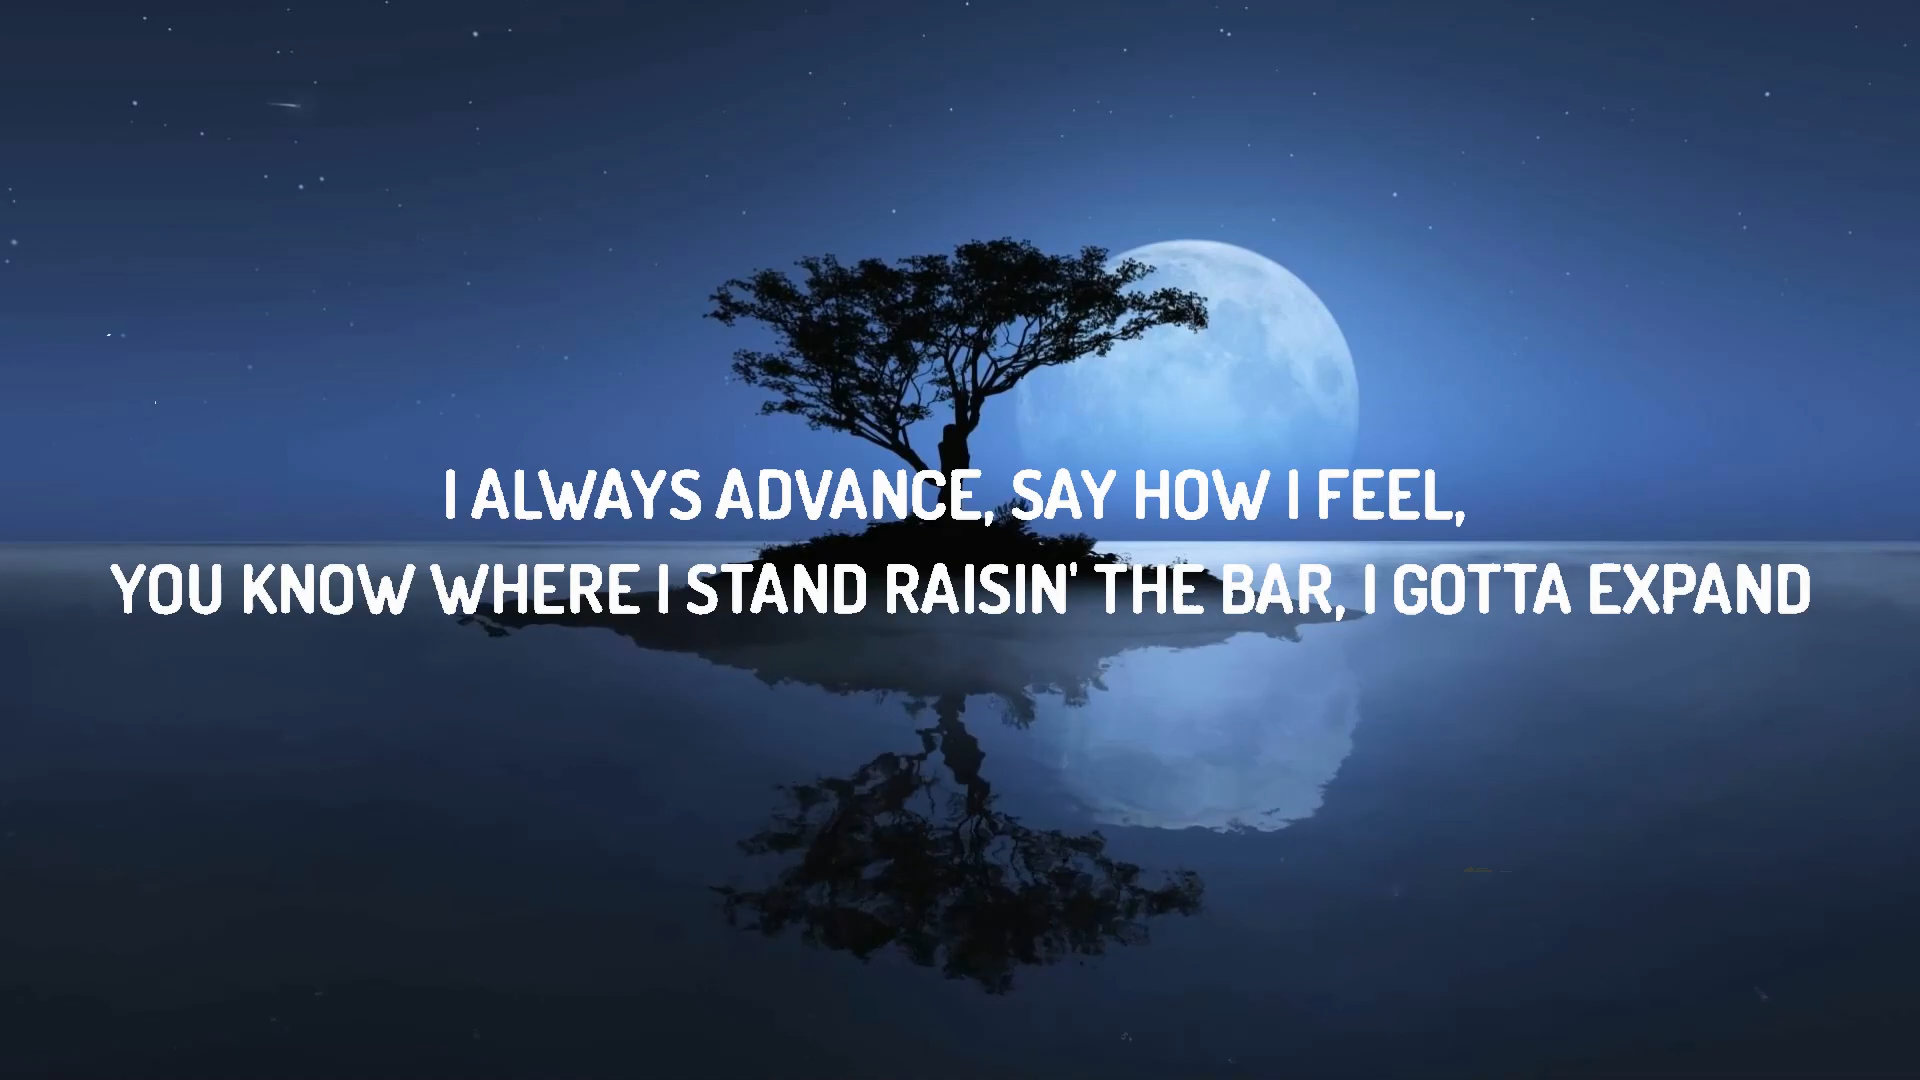 I ALWAYS ADVANCE, SAY HOW I FEEL,
YOU KNOW WHERE I STAND RAISIN' THE BAR, I GOTTA EXPAND